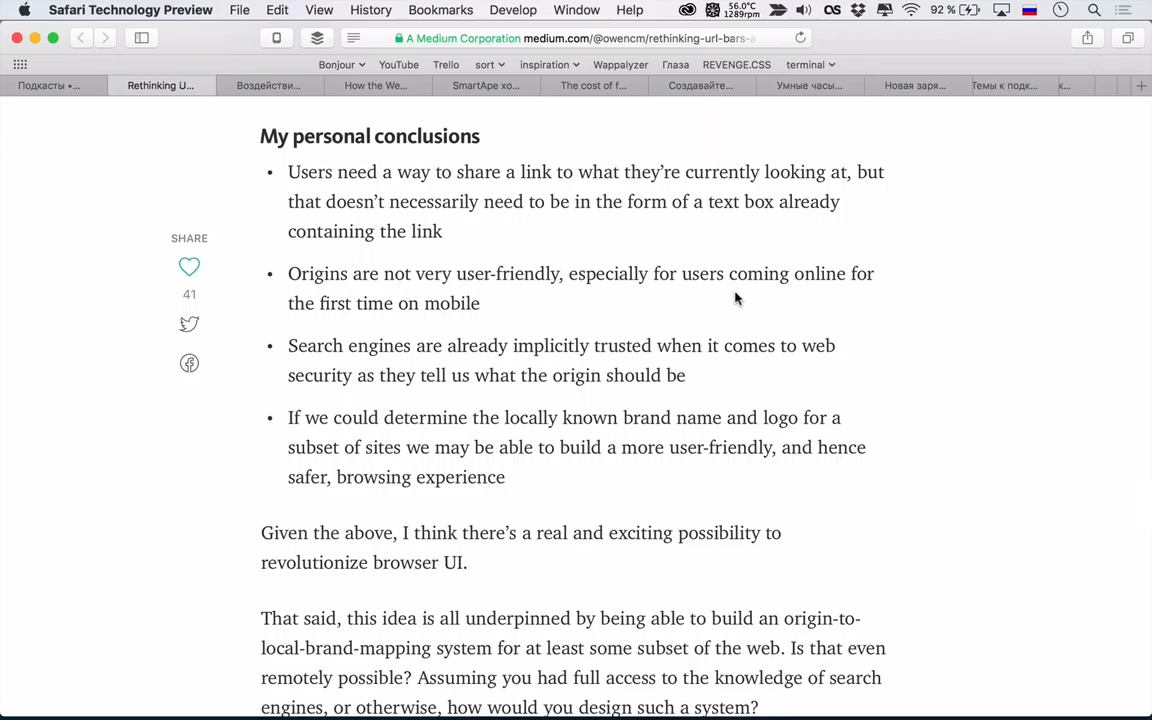 Safari Technology Preview File Edit View History Bookmarks Develop Window Help 56.0°C 1289rpm OS 92 %
A Medium Corporation medium.com/@owencm/rethinking-url-bars-a
Bonjour YouTube Trello sort inspiration Wappalyzer Глаза REVENGE.CSS terminal
Подкасты •... Rethinking U... Воздействи... How the We... SmartApe хо... The cost of f... Создавайте... Умные часы... Новая заря... Темы к подк... к...
My personal conclusions
• Users need a way to share a link to what they’re currently looking at, but
that doesn’t necessarily need to be in the form of a text box already
containing the link
SHARE
41
• Origins are not very user-friendly, especially for users coming online for
the first time on mobile
• Search engines are already implicitly trusted when it comes to web
security as they tell us what the origin should be
• If we could determine the locally known brand name and logo for a
subset of sites we may be able to build a more user-friendly, and hence
safer, browsing experience
Given the above, I think there’s a real and exciting possibility to
revolutionize browser UI.
That said, this idea is all underpinned by being able to build an origin-to-
local-brand-mapping system for at least some subset of the web. Is that even
remotely possible? Assuming you had full access to the knowledge of search
engines, or otherwise, how would you design such a system?